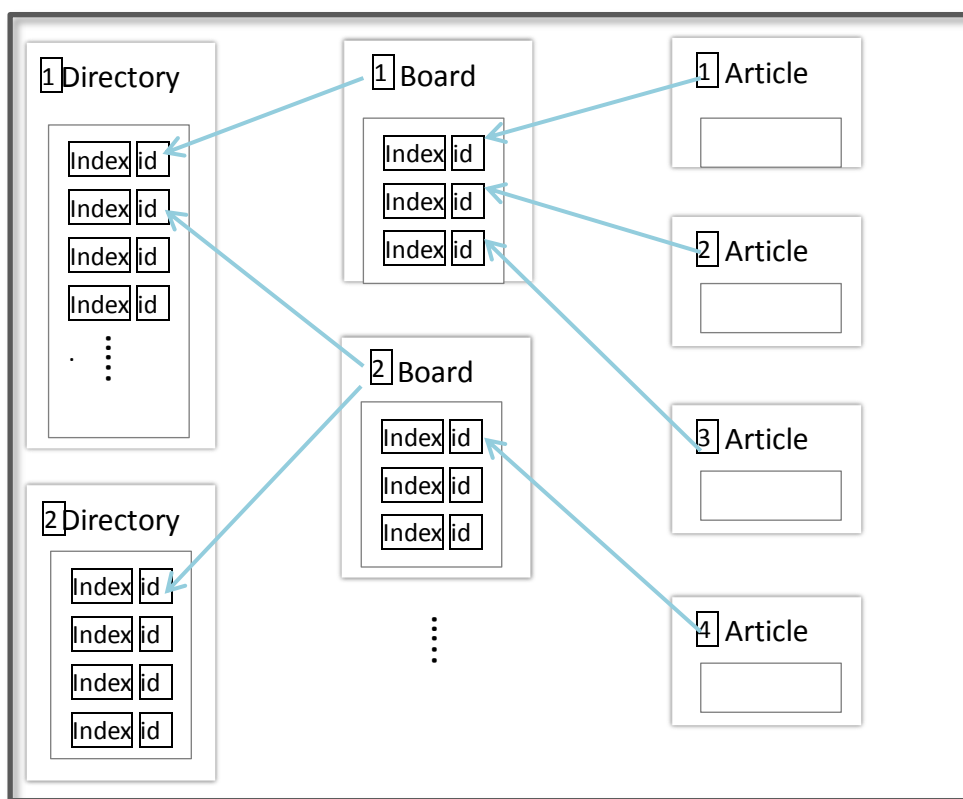 1 Directory
Index id
Index id
Index id
Index id
2 Directory
Index id
Index id
Index id
Index id
1 Board
Index id
Index id
Index id
2 Board
Index id
Index id
Index id
1 Article
2 Article
3 Article
4 Article